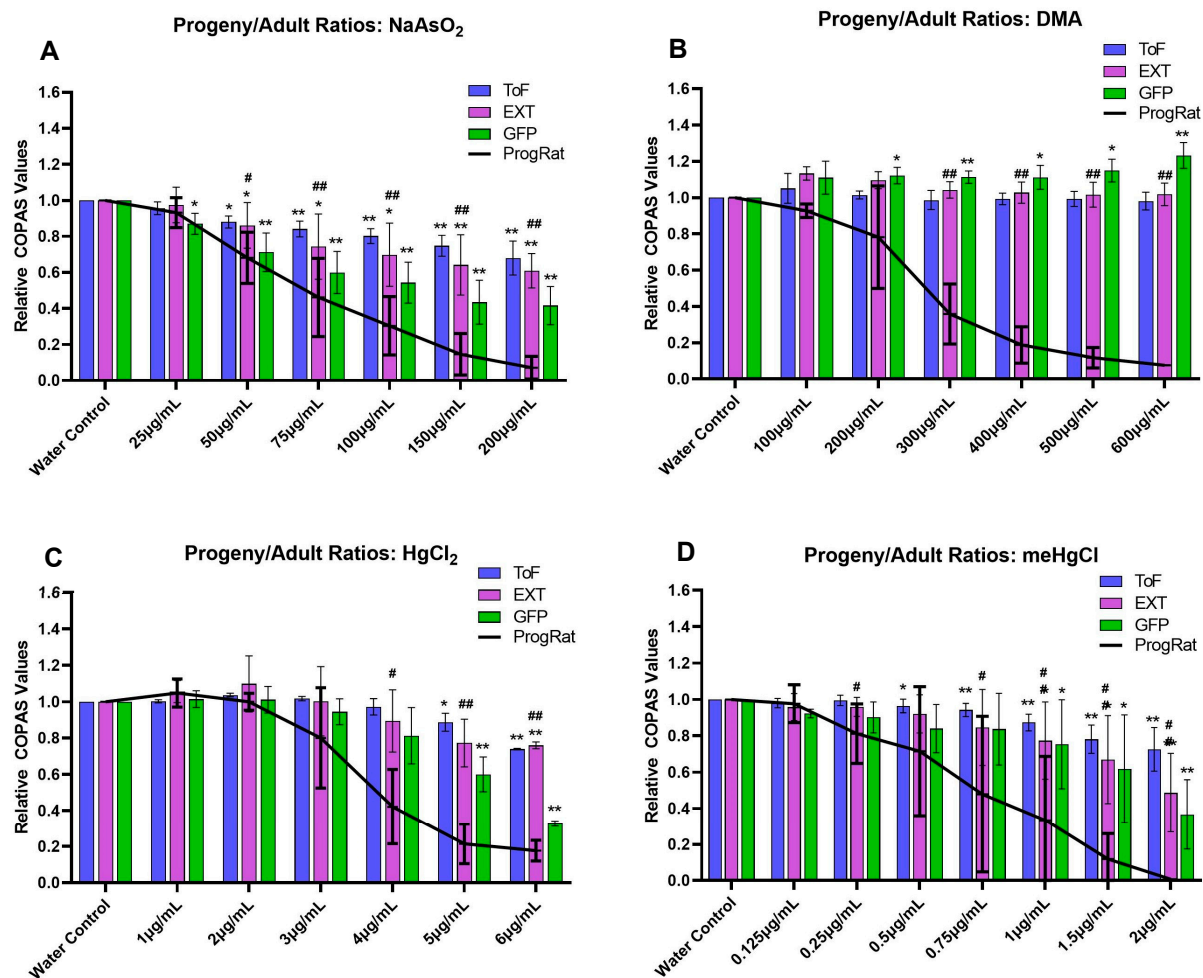 A
Progeny/Adult Ratios: NaAsO₂
ToF
EXT
GFP
ProgRat
Relative COPAS Values
1.6
1.4
1.2
1.0
0.8
0.6
0.4
0.2
0.0
*
*
#
*
**
**
##
*
**
**
##
*
**
**
##
**
**
**
##
**
**
Water Control
25µg/mL
50µg/mL
75µg/mL
100µg/mL
150µg/mL
200µg/mL
B
Progeny/Adult Ratios: DMA
ToF
EXT
GFP
ProgRat
Relative COPAS Values
1.6
1.4
1.2
1.0
0.8
0.6
0.4
0.2
0.0
*
##
**
##
*
##
*
##
**
Water Control
100µg/mL
200µg/mL
300µg/mL
400µg/mL
500µg/mL
600µg/mL
C
Progeny/Adult Ratios: HgCl₂
ToF
EXT
GFP
ProgRat
Relative COPAS Values
1.6
1.4
1.2
1.0
0.8
0.6
0.4
0.2
0.0
#
*
##
**
**
##
**
**
Water Control
1µg/mL
2µg/mL
3µg/mL
4µg/mL
5µg/mL
6µg/mL
D
Progeny/Adult Ratios: meHgCl
ToF
EXT
GFP
ProgRat
Relative COPAS Values
1.6
1.4
1.2
1.0
0.8
0.6
0.4
0.2
0.0
#
*
**
#
**
#
*
**
#
*
**
#
**
Water Control
0.125µg/mL
0.25µg/mL
0.5µg/mL
0.75µg/mL
1µg/mL
1.5µg/mL
2µg/mL